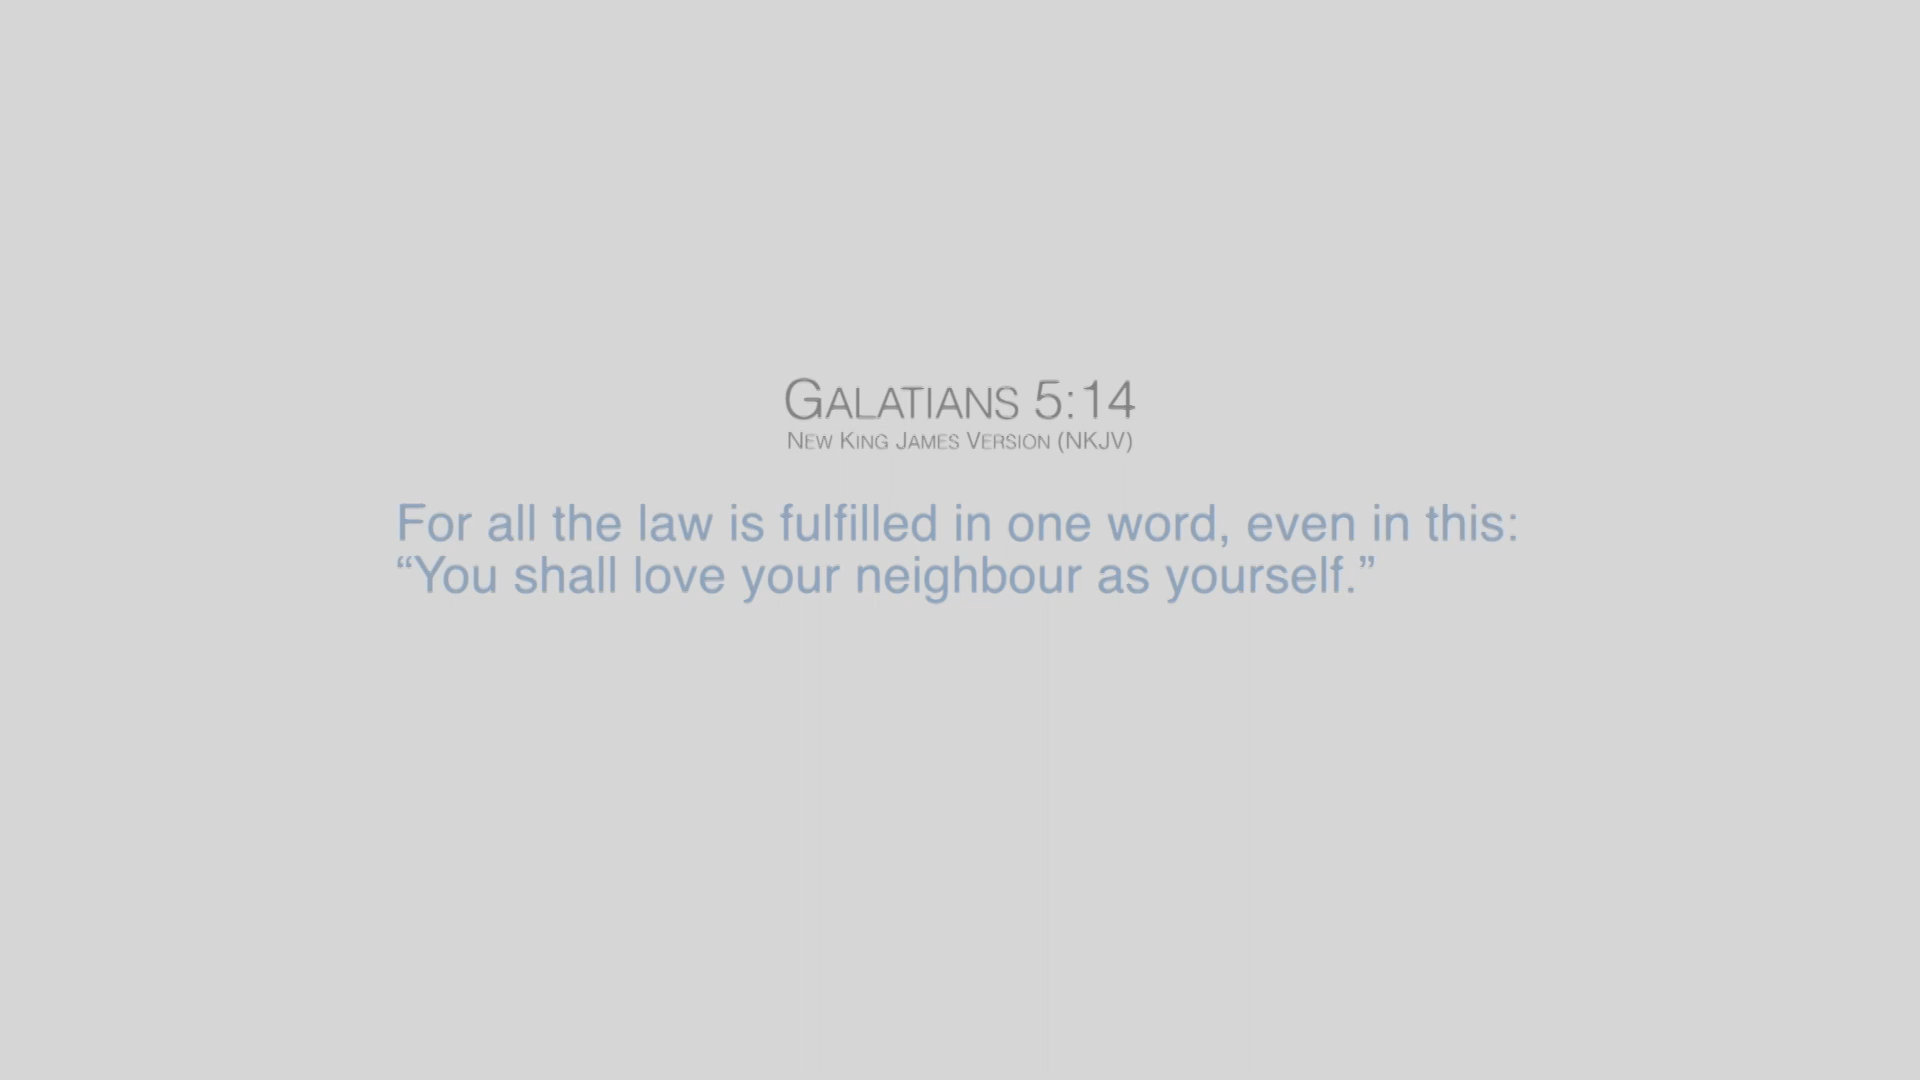 Galatians 5:14
New King James Version (NKJV)
For all the law is fulfilled in one word, even in this:
“You shall love your neighbour as yourself.”